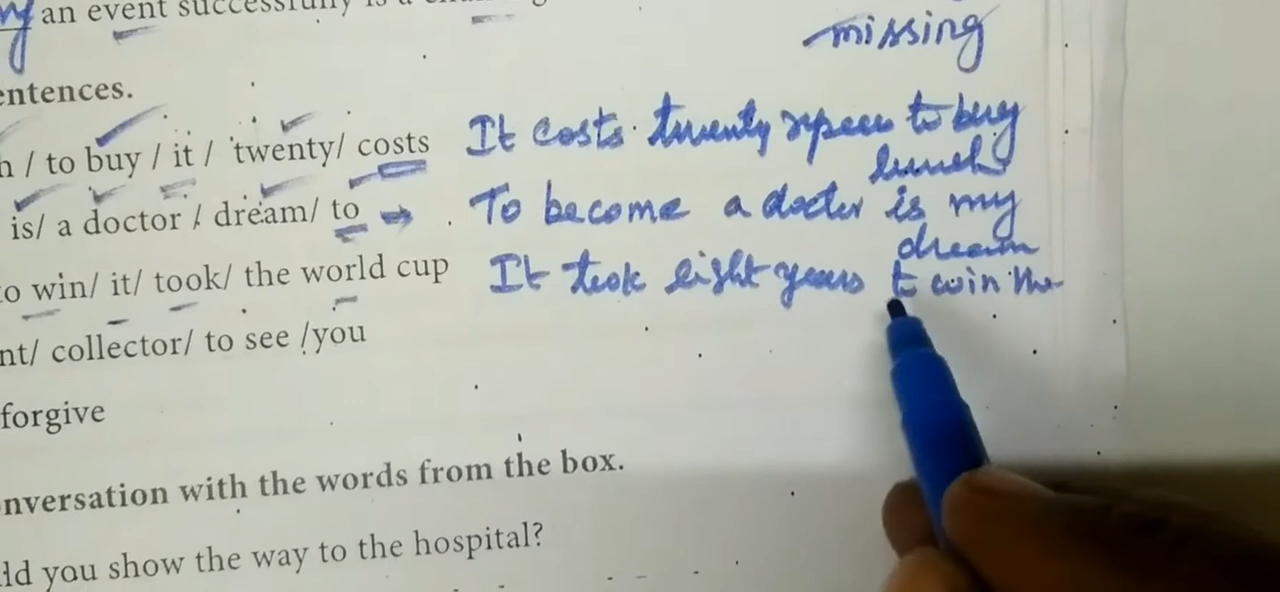 an event successfully is a
missing
entences.
h / to buy / it / twenty/ costs It costs twenty rupees to buy
lunch
is/ a doctor / dream/ to To become a doctor is my
dream
to win/ it/ took/ the world cup It took eight years to win the
nt/ collector/ to see /you
forgive
onversation with the words from the box.
ld you show the way to the hospital?